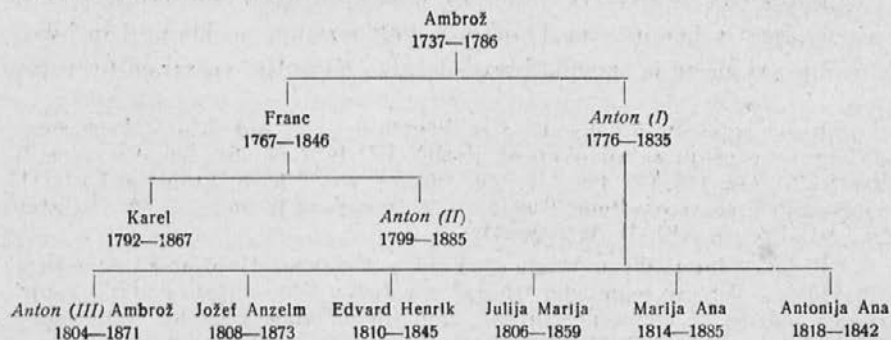 Ambrož
1737—1786
Franc
1767—1846
Anton (I)
1776—1835
Karel
1792—1867
Anton (II)
1799—1885
Anton (III) Ambrož
1804—1871
Jožef Anzelm
1808—1873
Edvard Henrik
1810—1845
Julija Marija
1806—1859
Marija Ana
1814—1885
Antonija Ana
1818—1842